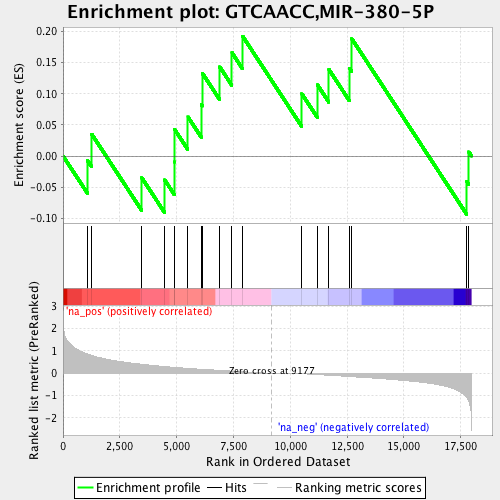 Enrichment plot: GTCAACC,MIR-380-5P
Enrichment score (ES)
0.20
0.15
0.10
0.05
0.00
-0.05
-0.10
'na_pos' (positively correlated)
Ranked list metric (PreRanked)
3
2
1
0
-1
-2
Zero cross at 9177
'na_neg' (negatively correlated)
0 2,500 5,000 7,500 10,000 12,500 15,000 17,500
Rank in Ordered Dataset
Enrichment profile Hits Ranking metric scores